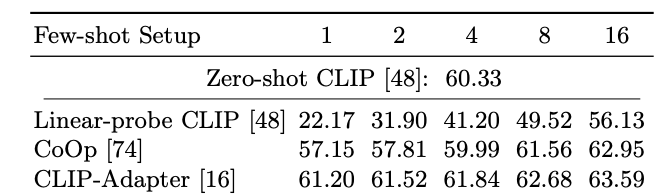 Few-shot Setup 1 2 4 8 16
Zero-shot CLIP [48]: 60.33
Linear-probe CLIP [48] 22.17 31.90 41.20 49.52 56.13
CoOp [74] 57.15 57.81 59.99 61.56 62.95
CLIP-Adapter [16] 61.20 61.52 61.84 62.68 63.59